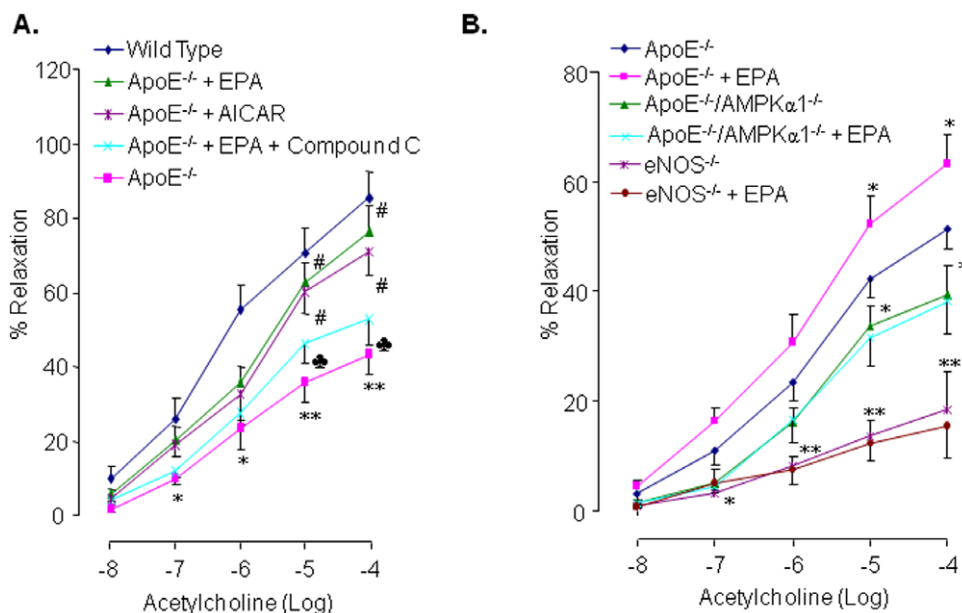 A.
Wild Type
ApoE-/- + EPA
ApoE-/- + AICAR
ApoE-/- + EPA + Compound C
ApoE-/-
120
100
80
60
40
20
0
% Relaxation
#
#
#
#
♣
♣
**
**
*
*
-8 -7 -6 -5 -4
Acetylcholine (Log)
B.
ApoE-/-
ApoE-/- + EPA
ApoE-/-/AMPKα1-/-
ApoE-/-/AMPKα1-/- + EPA
eNOS-/-
eNOS-/- + EPA
80
60
40
20
0
% Relaxation
*
*
*
*
**
**
**
*
-8 -7 -6 -5 -4
Acetylcholine (Log)